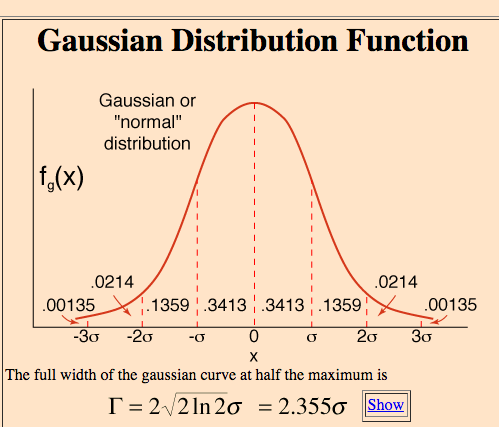 Gaussian Distribution Function
Gaussian or
"normal"
distribution
f_g(x)
.0214 .0214
.00135 .1359 .3413 .3413 .1359 .00135
-3σ -2σ -σ 0 σ 2σ 3σ
x
The full width of the gaussian curve at half the maximum is
Γ = 2√2 ln 2σ = 2.355σ Show